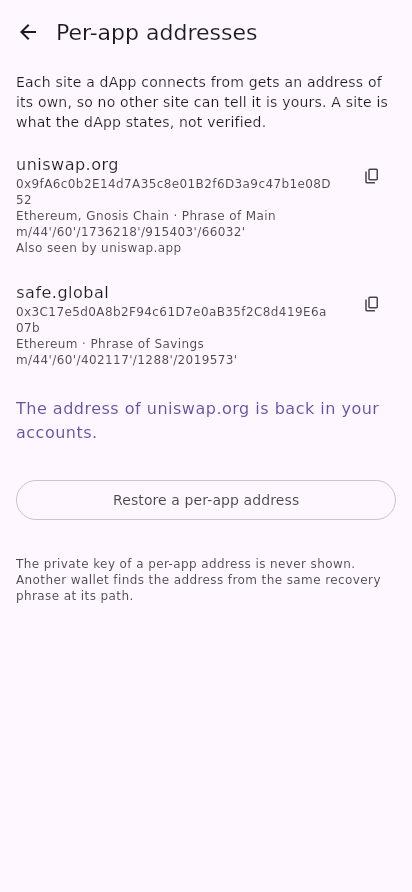 Per-app addresses
Each site a dApp connects from gets an address of
its own, so no other site can tell it is yours. A site is
what the dApp states, not verified.
uniswap.org
0x9fA6c0b2E14d7A35c8e01B2f6D3a9c47b1e08D
52
Ethereum, Gnosis Chain · Phrase of Main
m/44'/60'/1736218'/915403'/66032'
Also seen by uniswap.app
safe.global
0x3C17e5d0A8b2F94c61D7e0aB35f2C8d419E6a
07b
Ethereum · Phrase of Savings
m/44'/60'/402117'/1288'/2019573'
The address of uniswap.org is back in your
accounts.
Restore a per-app address
The private key of a per-app address is never shown.
Another wallet finds the address from the same recovery
phrase at its path.